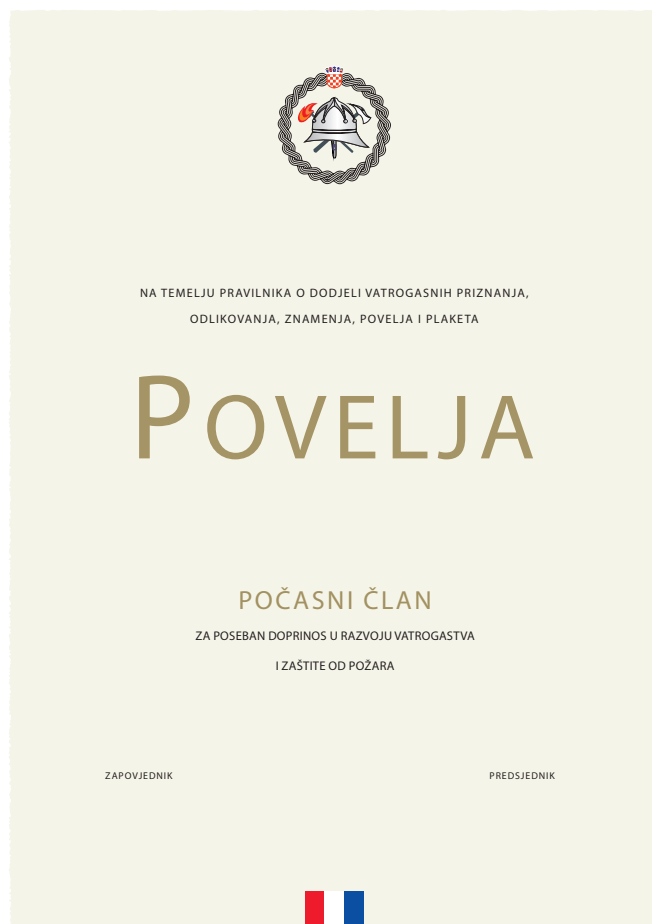 NA TEMELJU PRAVILNIKA O DODJELI VATROGASNIH PRIZNANJA,
ODLIKOVANJA, ZNAMENJA, POVELJA I PLAKETA
POVELJA
POČASNI ČLAN
ZA POSEBAN DOPRINOS U RAZVOJU VATROGASTVA
I ZAŠTITE OD POŽARA
ZAPOVJEDNIK PREDSJEDNIK